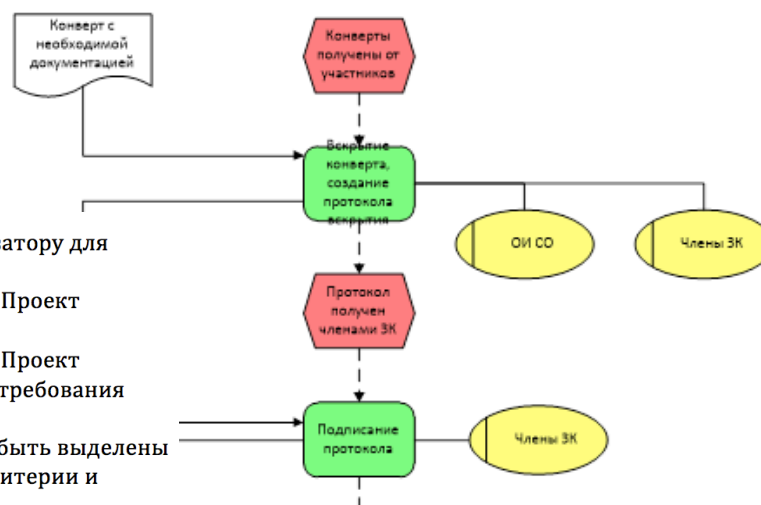 Конверт с
необходимой
документацией
Конверты
получены от
участников
Вскрытие
конверта,
создание
протокола
вскрытия
ОИ СО
Члены ЗК
затору для
Проект
Проект
требования
быть выделены
итерии и
Протокол
получен
членами ЗК
Подписание
протокола
Члены ЗК